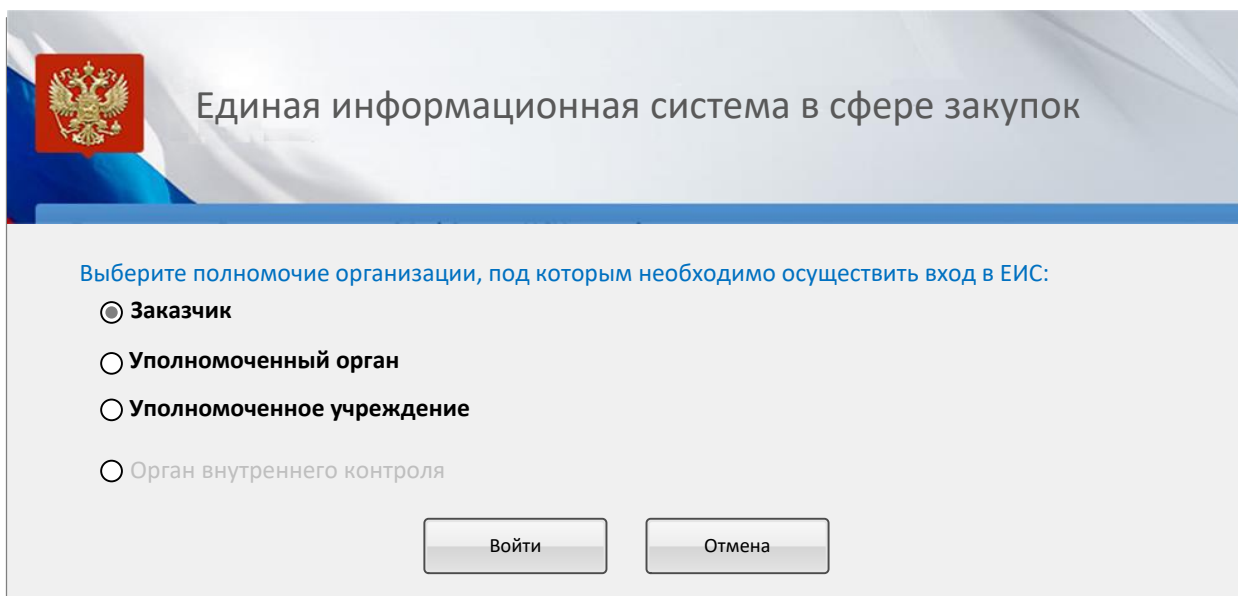 Единая информационная система в сфере закупок
Выберите полномочие организации, под которым необходимо осуществить вход в ЕИС:
Заказчик
Уполномоченный орган
Уполномоченное учреждение
Орган внутреннего контроля
Войти Отмена